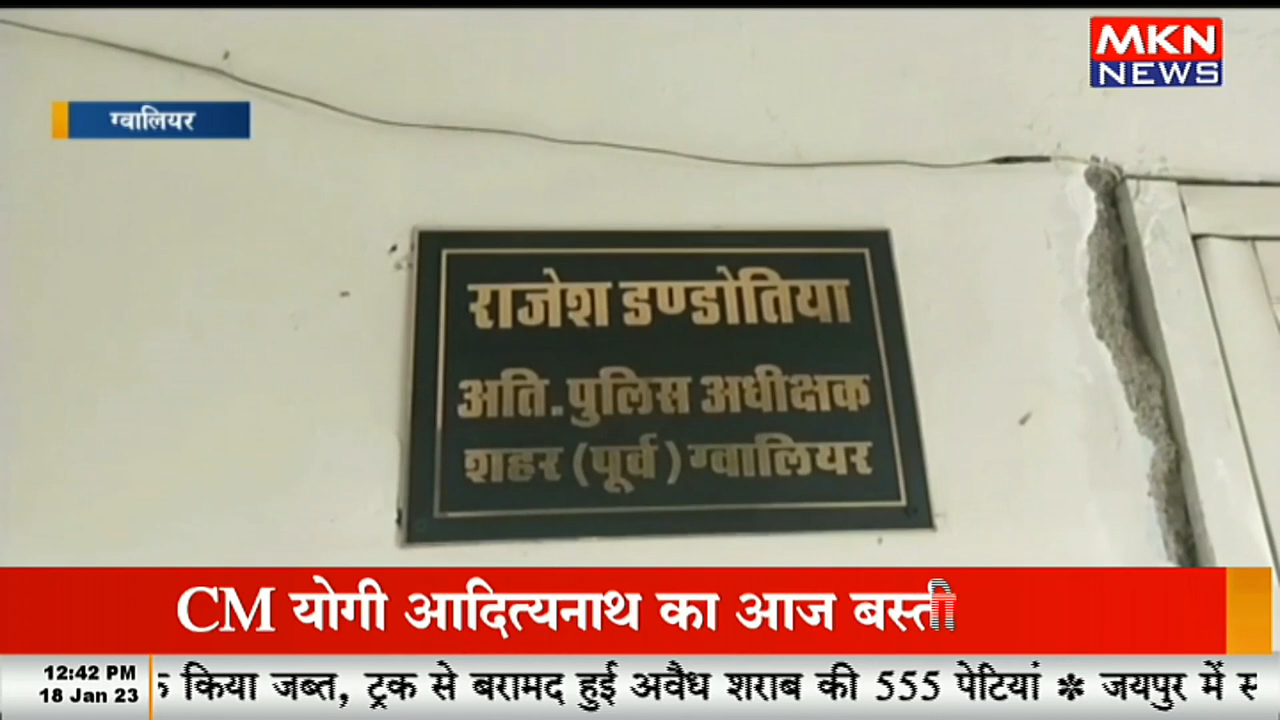 MKN
NEWS
ग्वालियर
राजेश डण्डोतिया
अति. पुलिस अधीक्षक
शहर (पूर्व) ग्वालियर
CM योगी आदित्यनाथ का आज बस्ती
12:42 PM
18 Jan 23
किया जब्त, ट्रक से बरामद हुई अवैध शराब की 555 पेटियां * जयपुर में